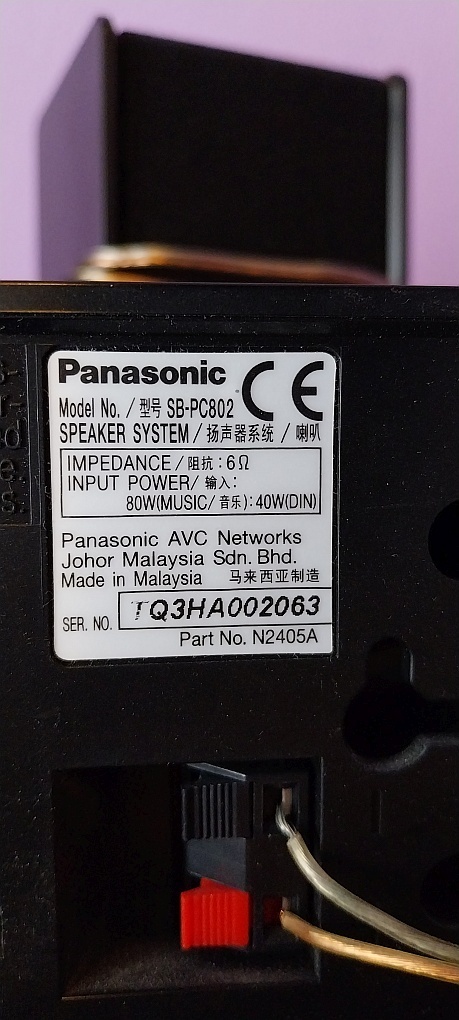 Panasonic CE
Model No. / 型号 SB-PC802
SPEAKER SYSTEM / 扬声器系统 / 喇叭
IMPEDANCE / 阻抗 : 6Ω
INPUT POWER / 输入 :
80W(MUSIC/ 音乐) : 40W(DIN)
Panasonic AVC Networks
Johor Malaysia Sdn. Bhd.
Made in Malaysia 马来西亚制造
SER. NO. TQ3HA002063
Part No. N2405A